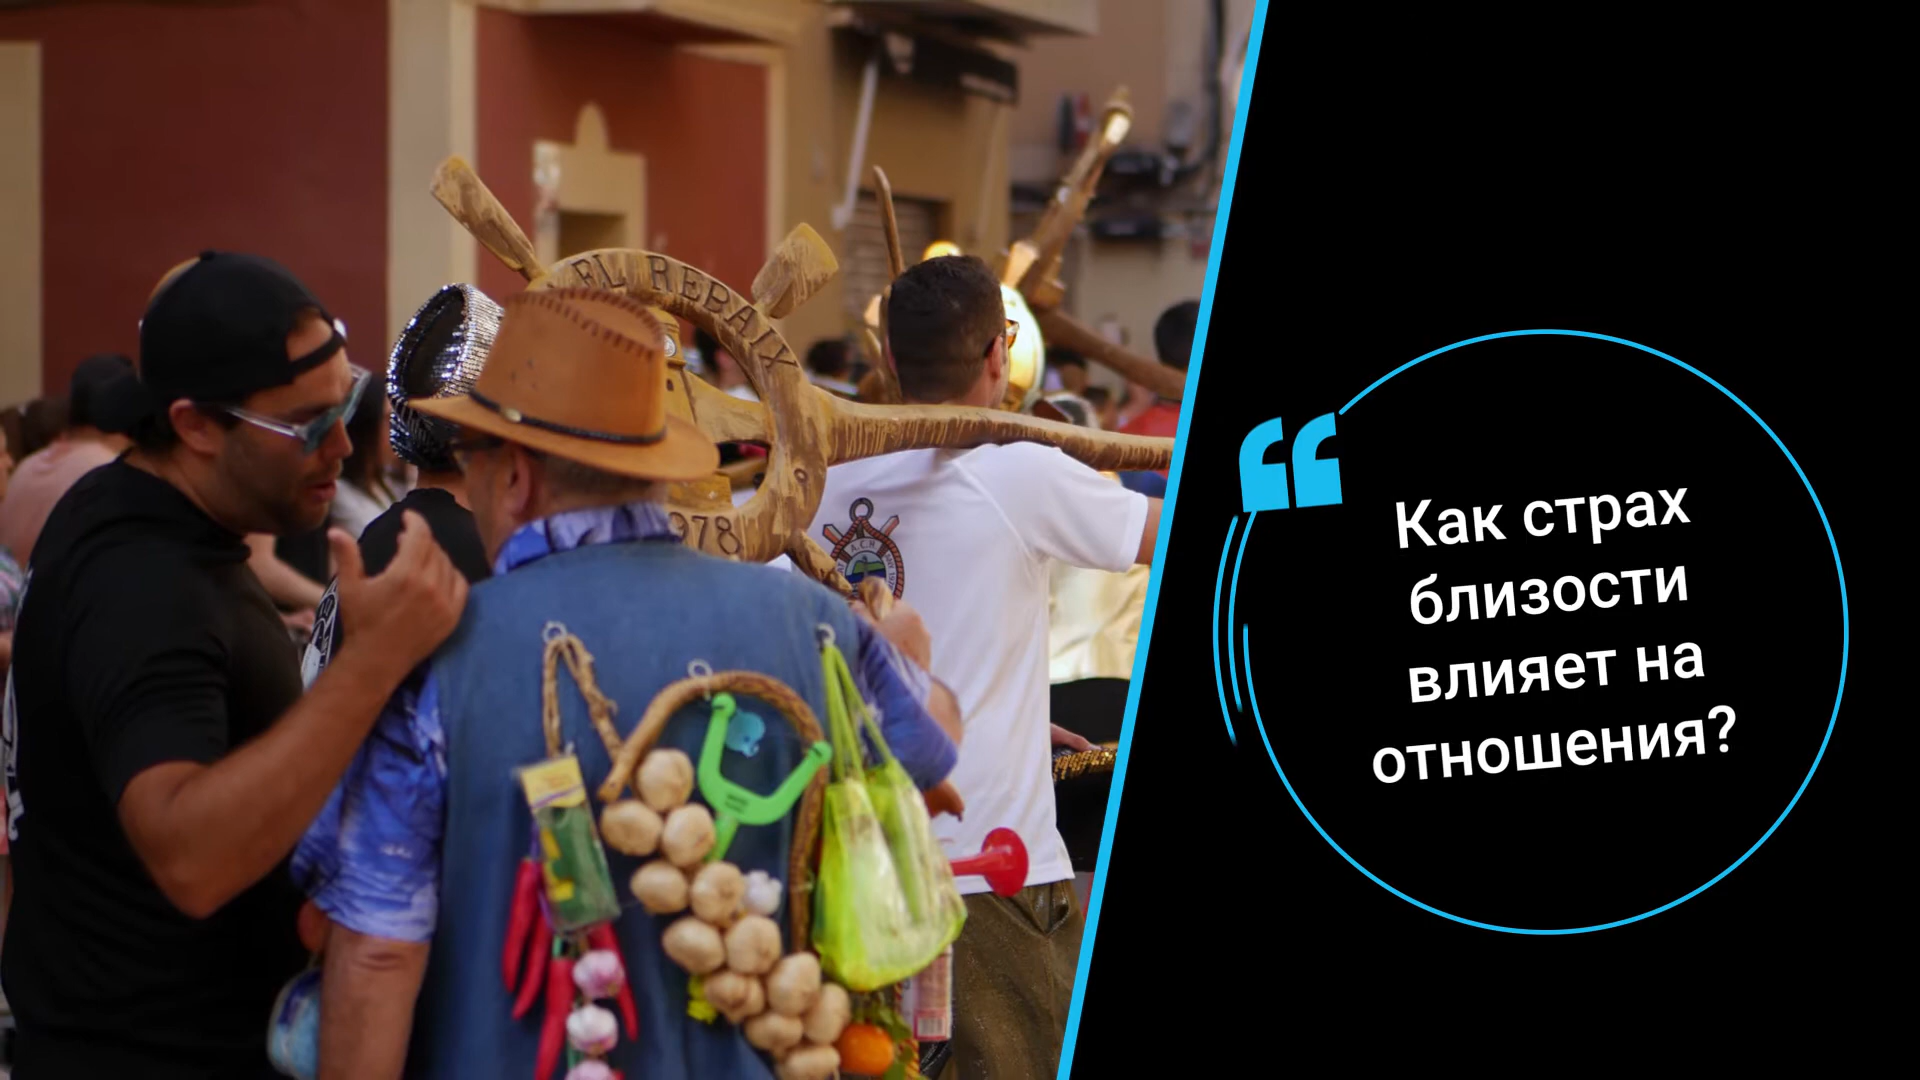 EL REBAIX
1978
A.C.R.
Как страх
близости
влияет на
отношения?